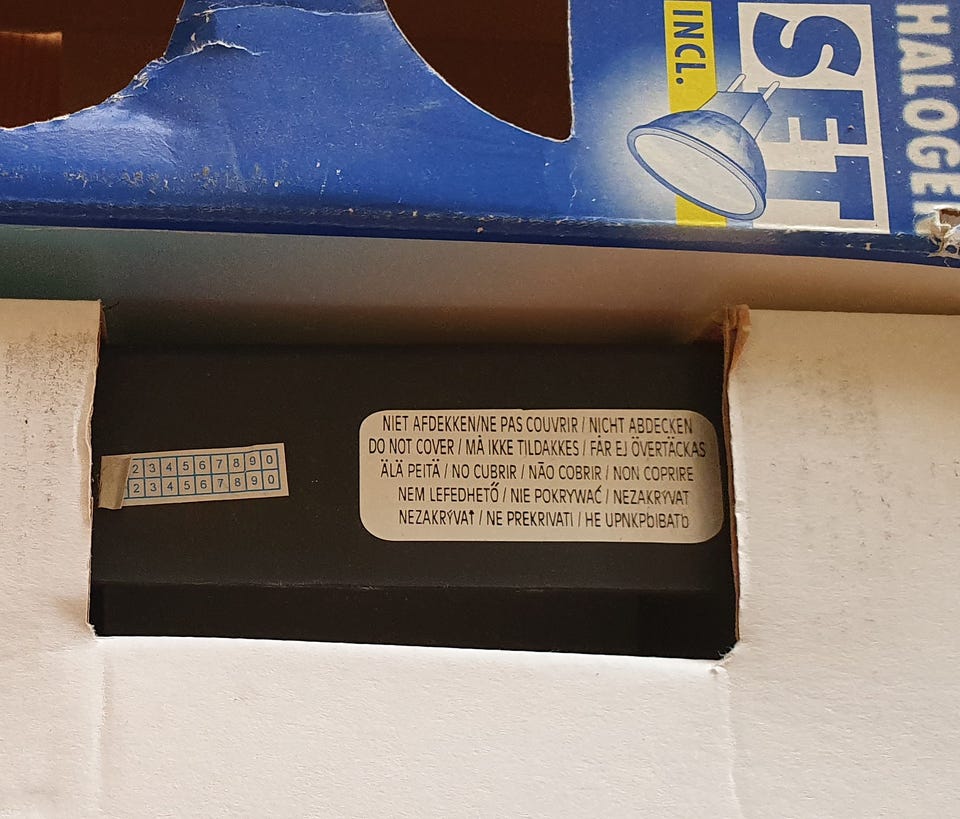 INCL.
SET
HALOGEN
NIET AFDEKKEN/NE PAS COUVRIR / NICHT ABDECKEN
DO NOT COVER / MÅ IKKE TILDAKKES / FÅR EJ ÖVERTÄCKAS
ÄLÄ PEITÄ / NO CUBRIR / NÃO COBRIR / NON COPRIRE
NEM LEFEDHETŐ / NIE POKRYWAĆ / NEZAKRÝVAT
NEZAKRÝVAT / NE PREKRIVATI / HE UPNKPbIBATb
2 3 4 5 6 7 8 9 0
2 3 4 5 6 7 8 9 0